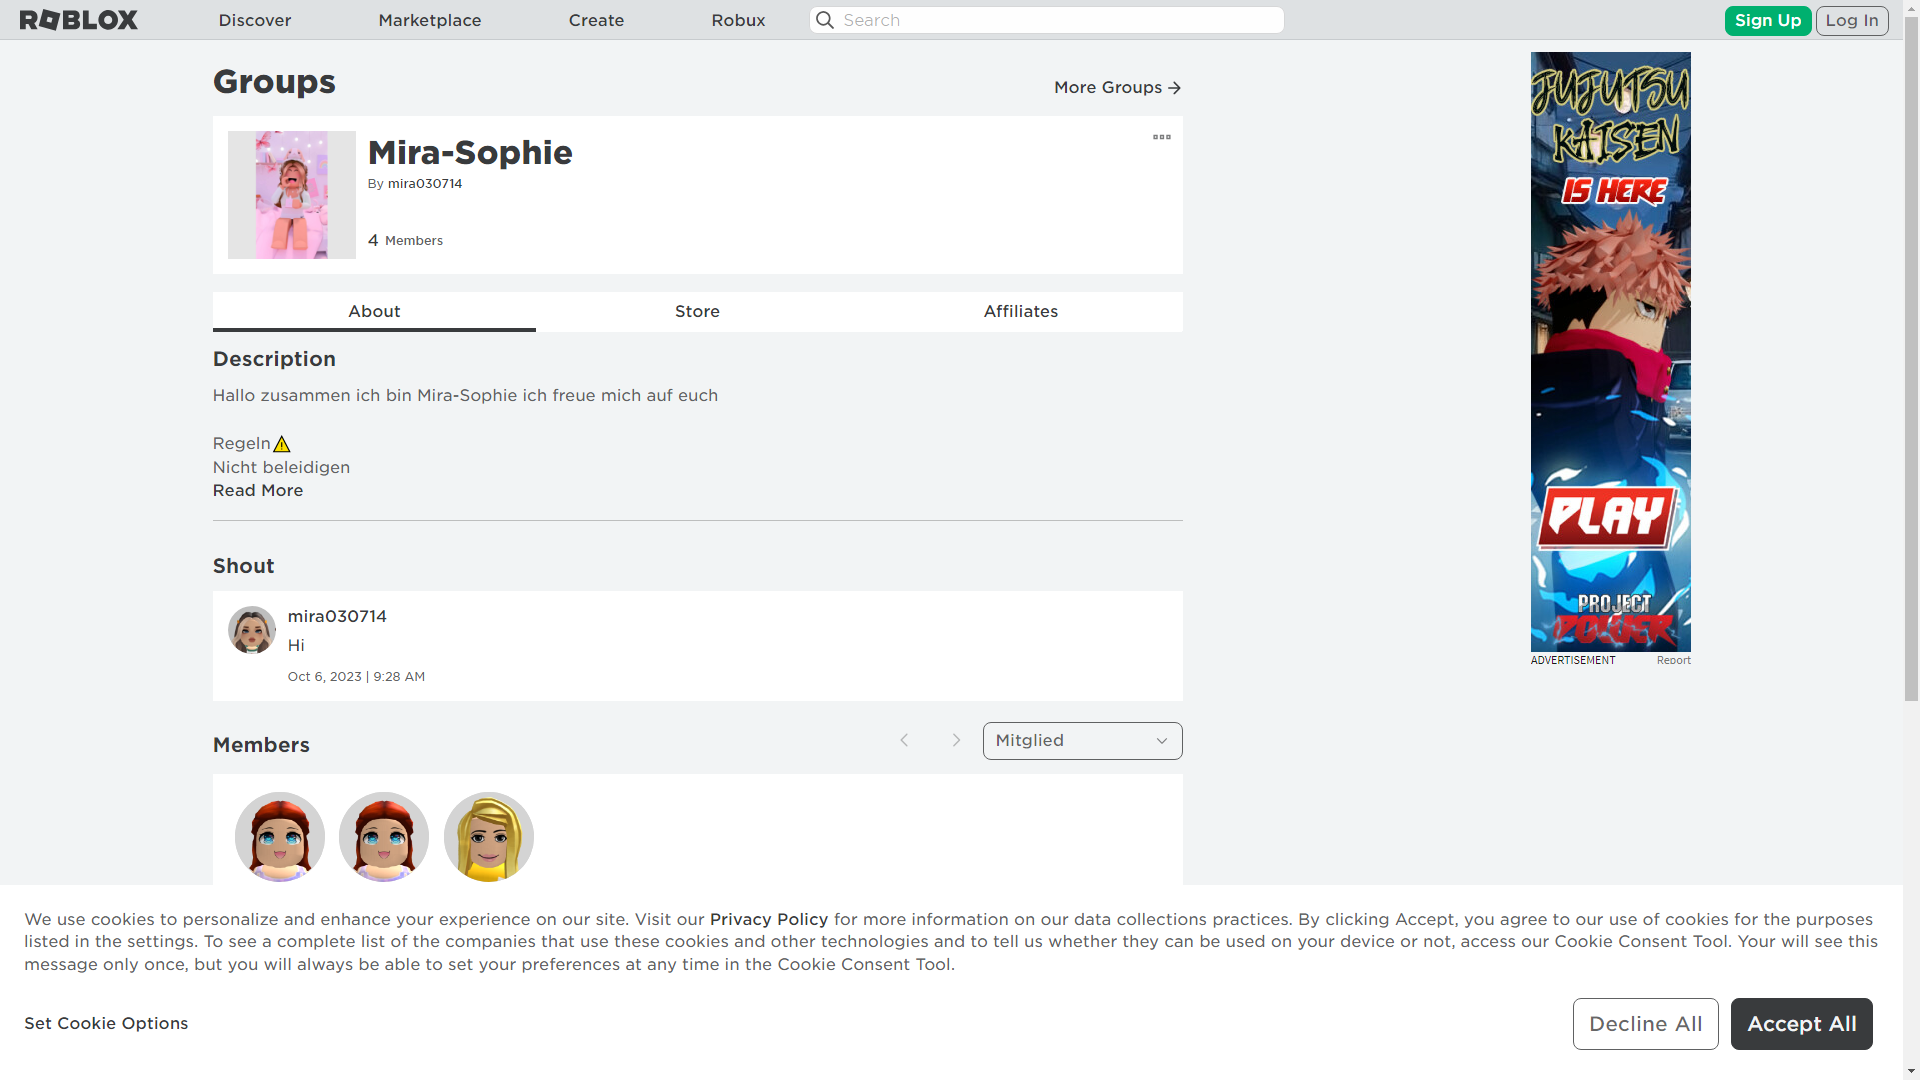 ROBLOX
Discover
Marketplace
Create
Robux
Search
Sign Up
Log In
Groups
More Groups
Mira-Sophie
By mira030714
4 Members
About
Store
Affiliates
Description
Hallo zusammen ich bin Mira-Sophie ich freue mich auf euch
Regeln⚠
Nicht beleidigen
Read More
Shout
mira030714
Hi
Oct 6, 2023 | 9:28 AM
Members
Mitglied
JUJUTSU
KAISEN
IS HERE
PLAY
PROJECT
POWER
ADVERTISEMENT
Report
We use cookies to personalize and enhance your experience on our site. Visit our Privacy Policy for more information on our data collections practices. By clicking Accept, you agree to our use of cookies for the purposes
listed in the settings. To see a complete list of the companies that use these cookies and other technologies and to tell us whether they can be used on your device or not, access our Cookie Consent Tool. Your will see this
message only once, but you will always be able to set your preferences at any time in the Cookie Consent Tool.
Set Cookie Options
Decline All
Accept All